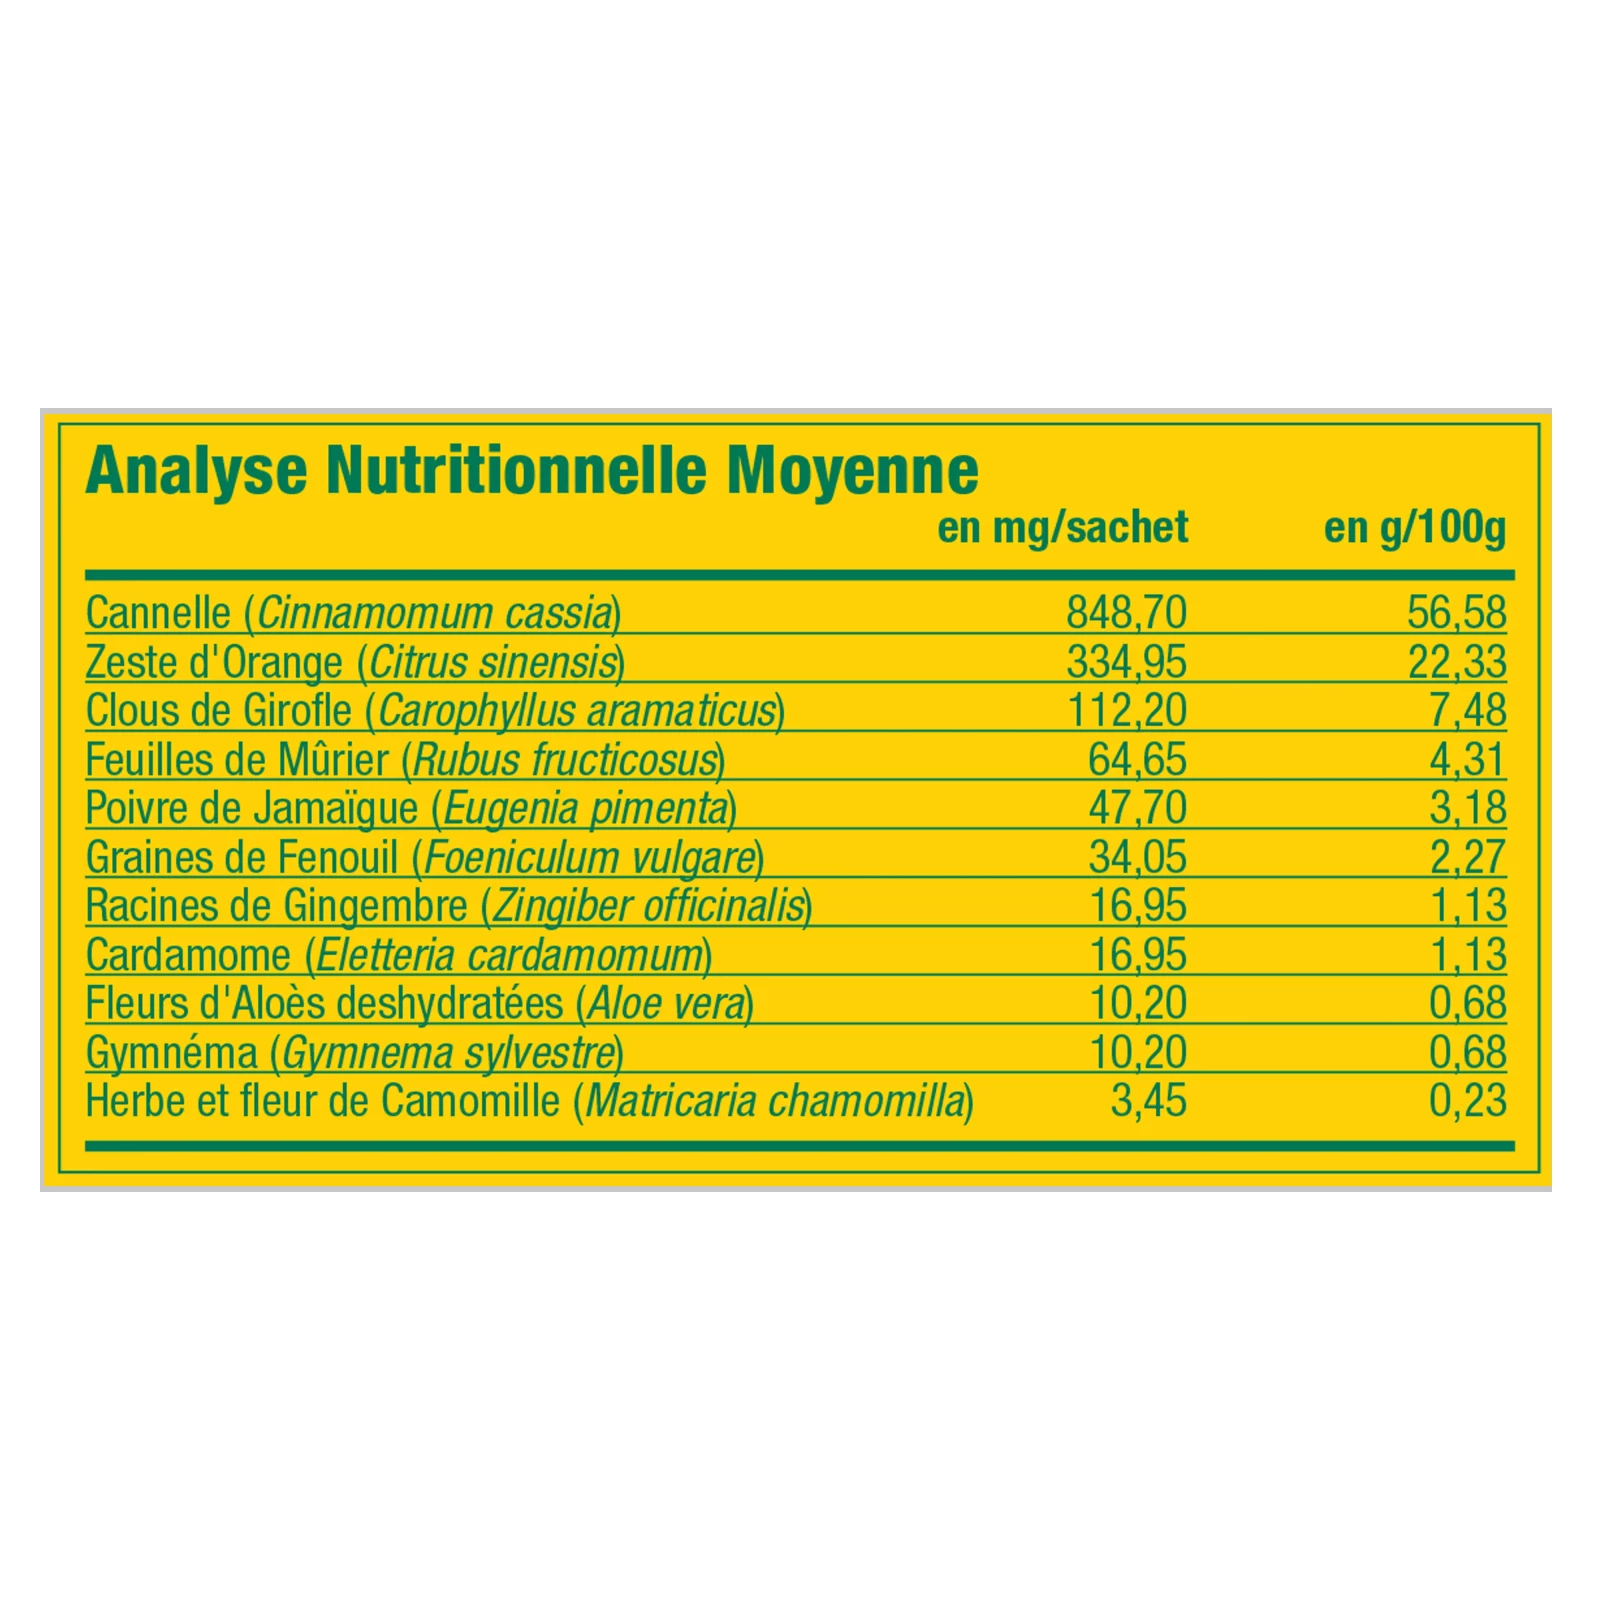 Analyse Nutritionnelle Moyenne
en mg/sachet en g/100g
Cannelle (Cinnamomum cassia) 848,70 56,58
Zeste d'Orange (Citrus sinensis) 334,95 22,33
Clous de Girofle (Carophyllus aramaticus) 112,20 7,48
Feuilles de Mûrier (Rubus fructicosus) 64,65 4,31
Poivre de Jamaïgue (Eugenia pimenta) 47,70 3,18
Graines de Fenouil (Foeniculum vulgare) 34,05 2,27
Racines de Gingembre (Zingiber officinalis) 16,95 1,13
Cardamome (Eletteria cardamomum) 16,95 1,13
Fleurs d'Aloès deshydratées (Aloe vera) 10,20 0,68
Gymnéma (Gymnema sylvestre) 10,20 0,68
Herbe et fleur de Camomille (Matricaria chamomilla) 3,45 0,23